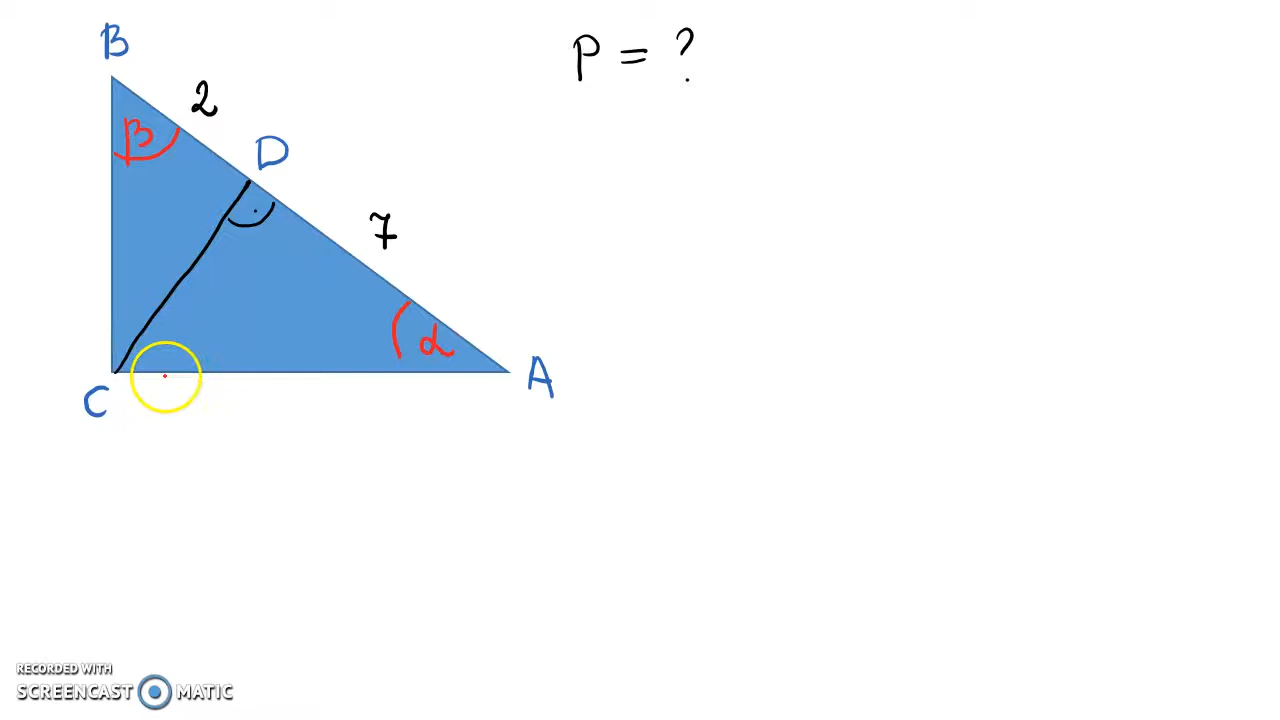 B
P = ?
2
β
D
7
α
A
C
RECORDED WITH
SCREENCAST MATIC